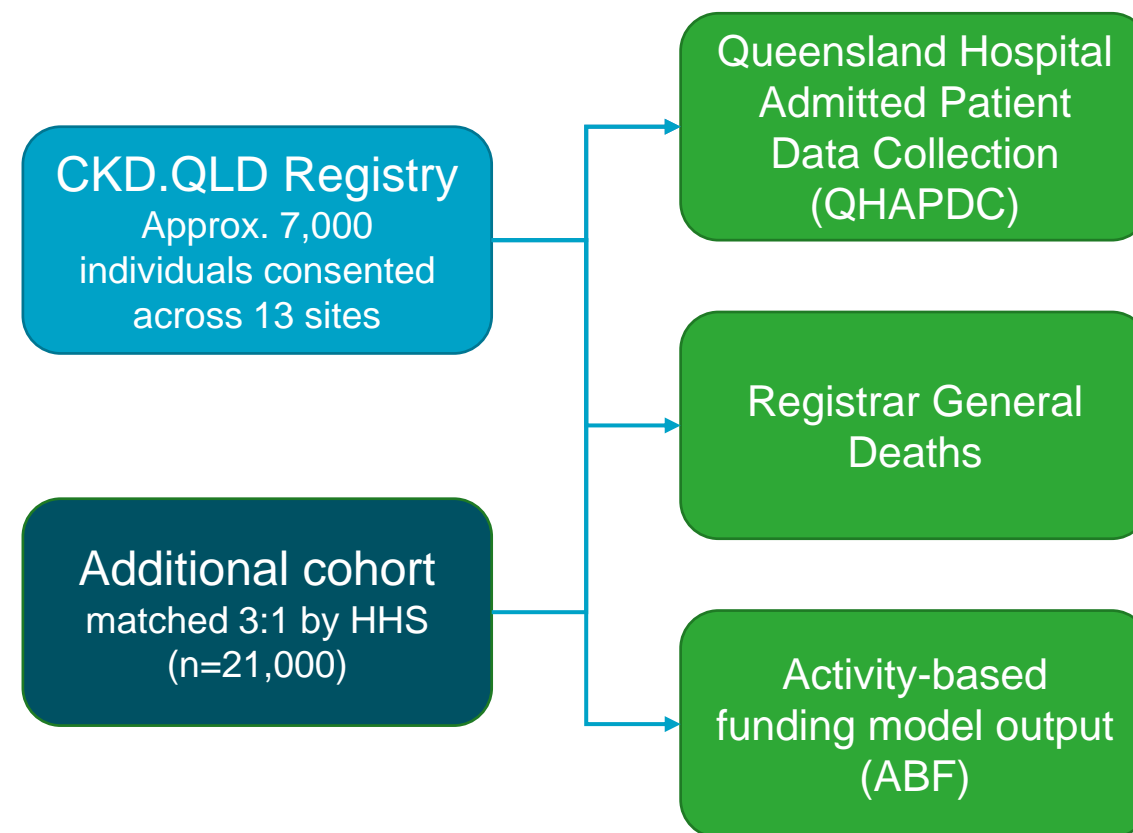 CKD.QLD Registry
Approx. 7,000
individuals consented
across 13 sites
Additional cohort
matched 3:1 by HHS
(n=21,000)
Queensland Hospital
Admitted Patient
Data Collection
(QHAPDC)
Registrar General
Deaths
Activity-based
funding model output
(ABF)